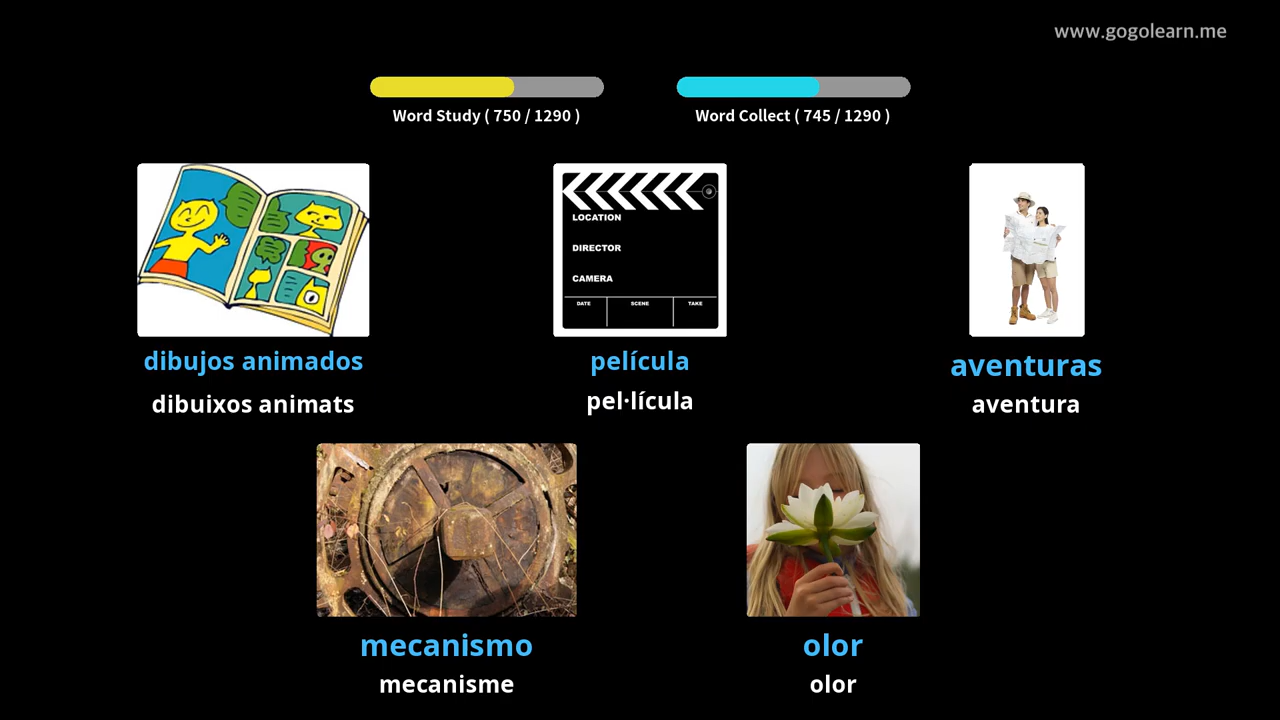 www.gogolearn.me
Word Study ( 750 / 1290 )
Word Collect ( 745 / 1290 )
LOCATION
DIRECTOR
CAMERA
DATE
SCENE
TAKE
dibujos animados
dibuixos animats
película
pel·lícula
aventuras
aventura
mecanismo
mecanisme
olor
olor